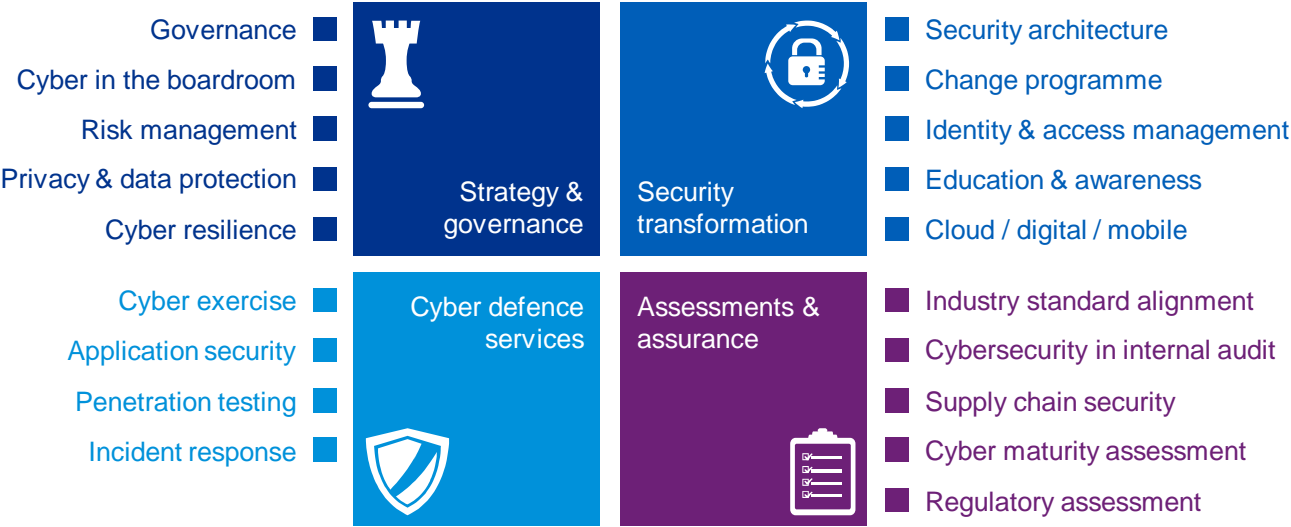 Governance
Cyber in the boardroom
Risk management
Privacy & data protection
Cyber resilience
Strategy &
governance
Security
transformation
Security architecture
Change programme
Identity & access management
Education & awareness
Cloud / digital / mobile
Cyber exercise
Application security
Penetration testing
Incident response
Cyber defence
services
Assessments &
assurance
Industry standard alignment
Cybersecurity in internal audit
Supply chain security
Cyber maturity assessment
Regulatory assessment